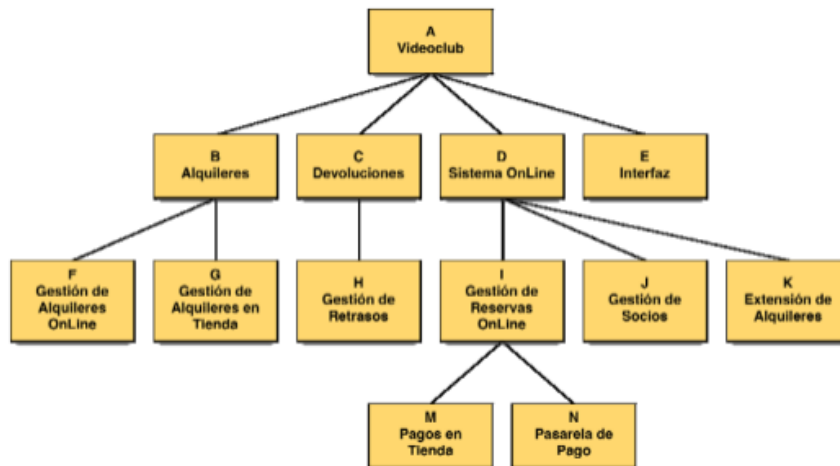 A
Videoclub
B
Alquileres
C
Devoluciones
D
Sistema OnLine
E
Interfaz
F
Gestión de
Alquileres
OnLine
G
Gestión de
Alquileres en
Tienda
H
Gestión de
Retrasos
I
Gestión de
Reservas
OnLine
J
Gestión de
Socios
K
Extensión de
Alquileres
M
Pagos en
Tienda
N
Pasarela de
Pago